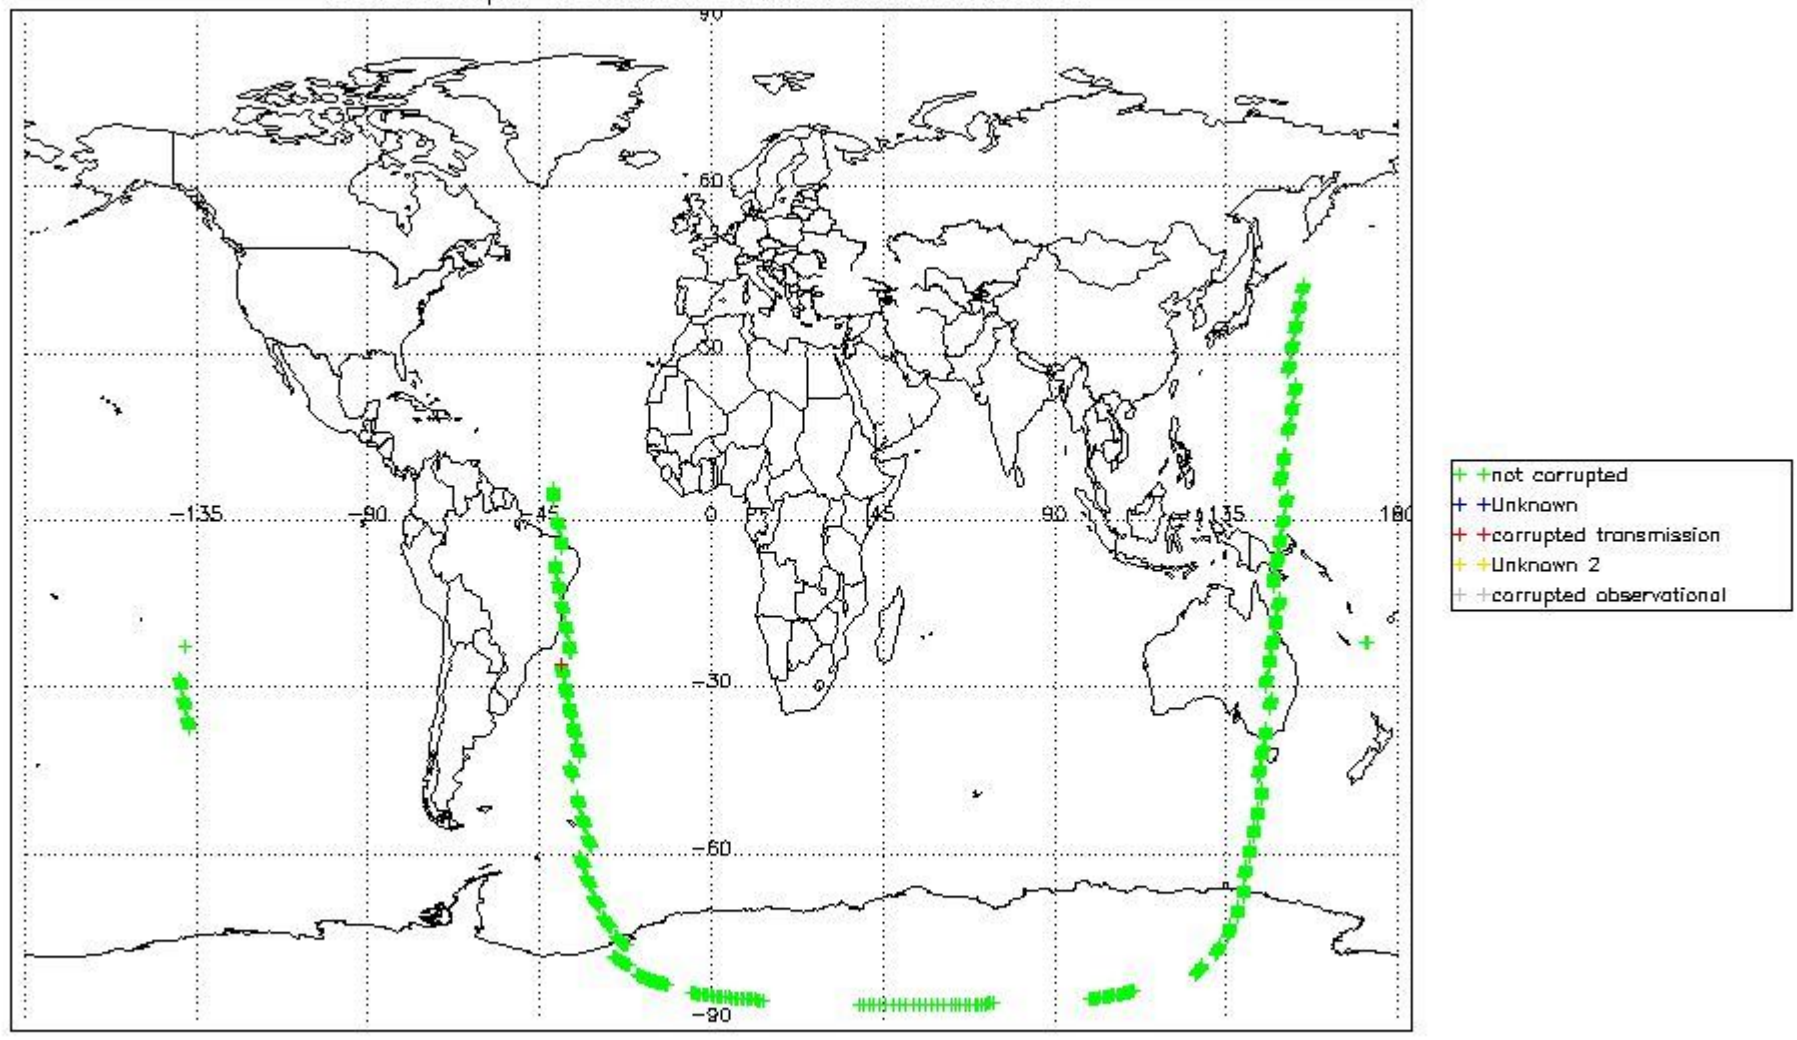 90
60
30
-135
-90
-45
0
45
90
135
180
-30
-60
-90
not corrupted
Unknown
corrupted transmission
Unknown 2
corrupted observational